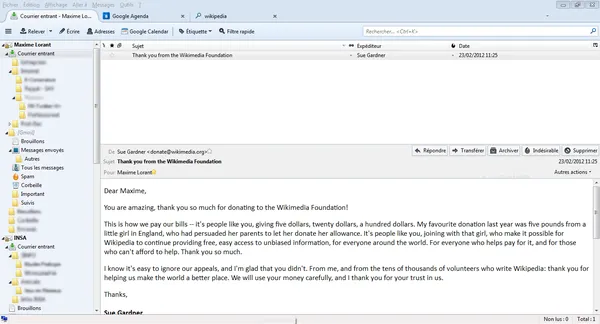 Fichier Édition Affichage Aller à Messages Outils Aide
Courrier entrant - Maxime Lo...
Google Agenda
wikipedia
Relever
Écrire
Adresses
Google Calendar
Étiquette
Filtre rapide
Rechercher... <Ctrl+K>
Maxime Lorant
Courrier entrant
Brouillons
Messages envoyés
Autres
Tous les messages
Spam
Corbeille
Important
Suivis
INSA
Courrier entrant
Brouillons
Sujet Expéditeur Date
Thank you from the Wikimedia Foundation Sue Gardner 23/02/2012 11:25
De Sue Gardner <donate@wikimedia.org>
Répondre Transférer Archiver Indésirable Supprimer
Sujet Thank you from the Wikimedia Foundation 23/02/2012 11:25
Pour Maxime Lorant Autres actions
Dear Maxime,
You are amazing, thank you so much for donating to the Wikimedia Foundation!
This is how we pay our bills -- it's people like you, giving five dollars, twenty dollars, a hundred dollars. My favourite donation last year was five pounds from a
little girl in England, who had persuaded her parents to let her donate her allowance. It's people like you, joining with that girl, who make it possible for
Wikipedia to continue providing free, easy access to unbiased information, for everyone around the world. For everyone who helps pay for it, and for those
who can't afford to help. Thank you so much.
I know it's easy to ignore our appeals, and I'm glad that you didn't. From me, and from the tens of thousands of volunteers who write Wikipedia: thank you for
helping us make the world a better place. We will use your money carefully, and I thank you for your trust in us.
Thanks,
Sue Gardner
Non lus : 0 Total : 1